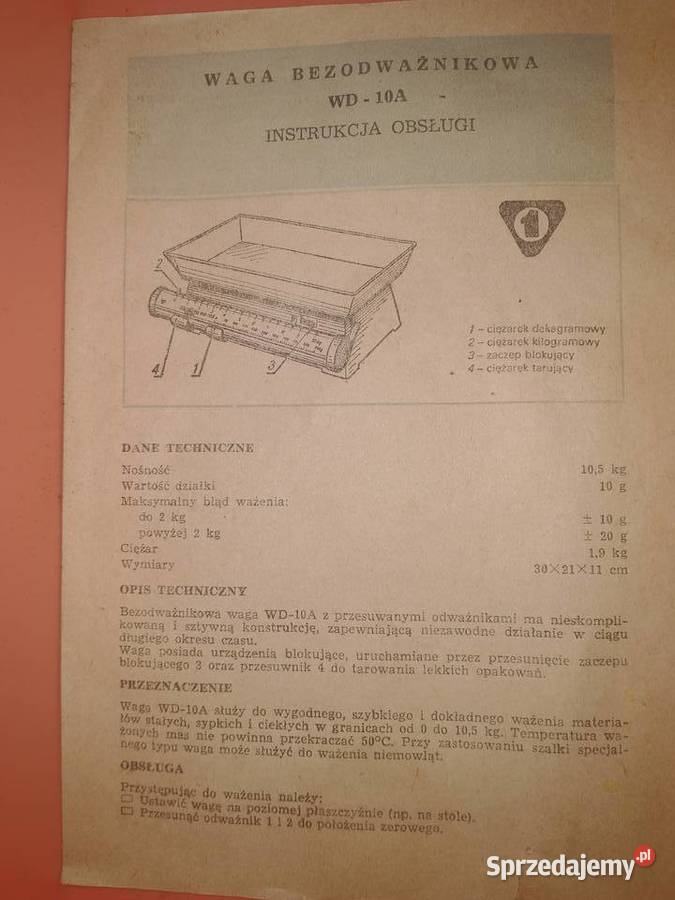 WAGA BEZODWAŻNIKOWA
WD - 10A -
INSTRUKCJA OBSŁUGI
1
2
4
1
3
1 – ciężarek dekagramowy
2 – ciężarek kilogramowy
3 – zaczep blokujący
4 – ciężarek tarujący
DANE TECHNICZNE
Nośność 10,5 kg
Wartość działki 10 g
Maksymalny błąd ważenia:
do 2 kg ± 10 g
powyżej 2 kg ± 20 g
Ciężar 1,9 kg
Wymiary 30×21×11 cm
OPIS TECHNICZNY
Bezodważnikowa waga WD-10A z przesuwanymi odważnikami ma nieskompli-
kowaną i sztywną konstrukcję, zapewniającą niezawodne działanie w ciągu
długiego okresu czasu.
Waga posiada urządzenia blokujące, uruchamiane przez przesunięcie zaczepu
blokującego 3 oraz przesuwnik 4 do tarowania lekkich opakowań.
PRZEZNACZENIE
Waga WD-10A służy do wygodnego, szybkiego i dokładnego ważenia materia-
łów stałych, sypkich i ciekłych w granicach od 0 do 10,5 kg. Temperatura wa-
żonych mas nie powinna przekraczać 50°C. Przy zastosowaniu szalki specjal-
nego typu waga może służyć do ważenia niemowląt.
OBSŁUGA
Przystępując do ważenia należy:
□ Ustawić wagę na poziomej płaszczyźnie (np. na stole).
□ Przesunąć odważnik 1 i 2 do położenia zerowego.
Sprzedajemy.pl